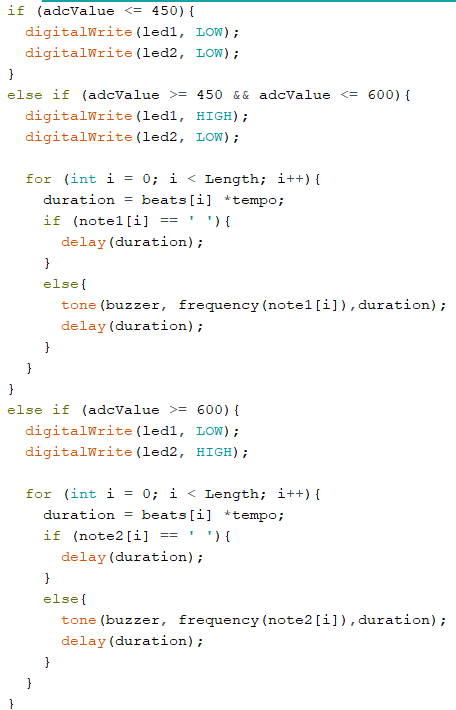 if (adcValue <= 450){
  digitalWrite(led1, LOW);
  digitalWrite(led2, LOW);
}
else if (adcValue >= 450 && adcValue <= 600){
  digitalWrite(led1, HIGH);
  digitalWrite(led2, LOW);

  for (int i = 0; i < Length; i++){
    duration = beats[i] *tempo;
    if (note1[i] == ' '){
      delay(duration);
    }
    else{
      tone(buzzer, frequency(note1[i]),duration);
      delay(duration);
    }
  }
}
else if (adcValue >= 600){
  digitalWrite(led1, LOW);
  digitalWrite(led2, HIGH);

  for (int i = 0; i < Length; i++){
    duration = beats[i] *tempo;
    if (note2[i] == ' '){
      delay(duration);
    }
    else{
      tone(buzzer, frequency(note2[i]),duration);
      delay(duration);
    }
  }
}